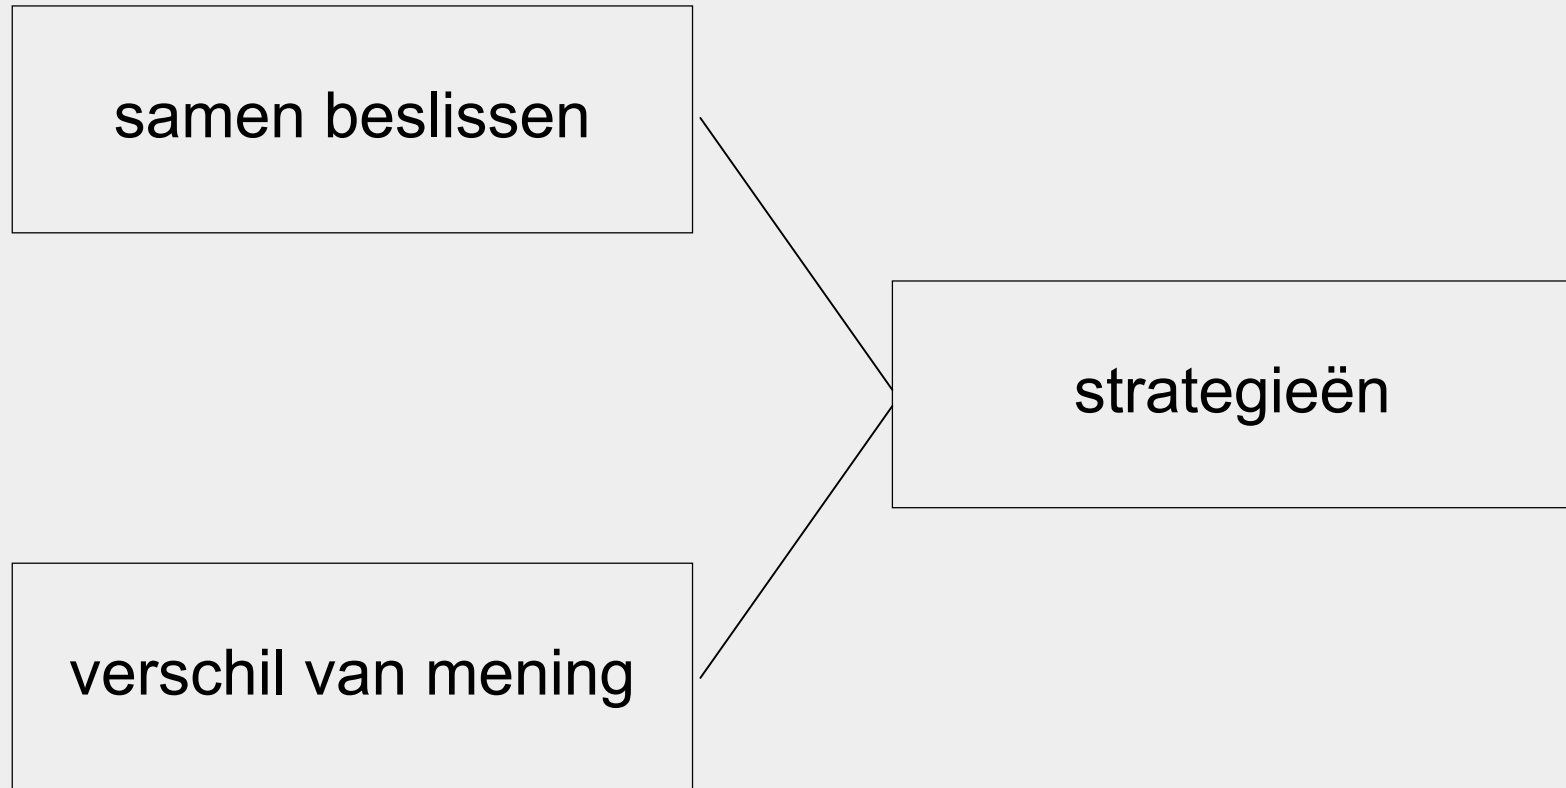 samen beslissen
strategieën
verschil van mening